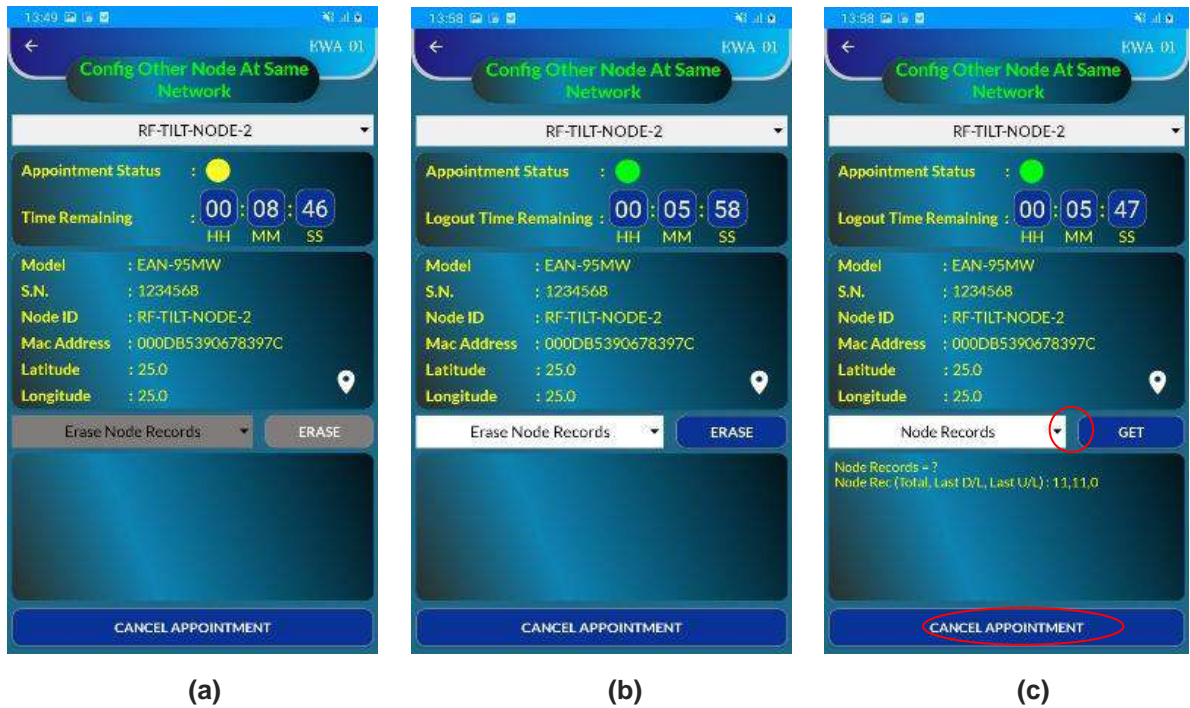 13:49
EWA 01
Config Other Node At Same
Network
RF-TILT-NODE-2
Appointment Status :
Time Remaining : 00 : 08 : 46
HH MM SS
Model : EAN-95MW
S.N. : 1234568
Node ID : RF-TILT-NODE-2
Mac Address : 000DB5390678397C
Latitude : 25.0
Longitude : 25.0
Erase Node Records ERASE
CANCEL APPOINTMENT
(a)
13:58
EWA 01
Config Other Node At Same
Network
RF-TILT-NODE-2
Appointment Status :
Logout Time Remaining : 00 : 05 : 58
HH MM SS
Model : EAN-95MW
S.N. : 1234568
Node ID : RF-TILT-NODE-2
Mac Address : 000DB5390678397C
Latitude : 25.0
Longitude : 25.0
Erase Node Records ERASE
CANCEL APPOINTMENT
(b)
13:58
EWA 01
Config Other Node At Same
Network
RF-TILT-NODE-2
Appointment Status :
Logout Time Remaining : 00 : 05 : 47
HH MM SS
Model : EAN-95MW
S.N. : 1234568
Node ID : RF-TILT-NODE-2
Mac Address : 000DB5390678397C
Latitude : 25.0
Longitude : 25.0
Node Records GET
Node Records = ?
Node Rec (Total, Last D/L, Last U/L) : 11,11,0
CANCEL APPOINTMENT
(c)